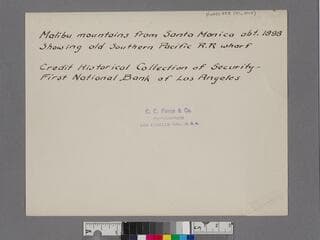 Malibu mountains from Santa Monica abt. 1898
Showing old Southern Pacific R.R wharf
Credit Historical Collection of Security-
First National Bank of Los Angeles
C. C. Pierce & Co.